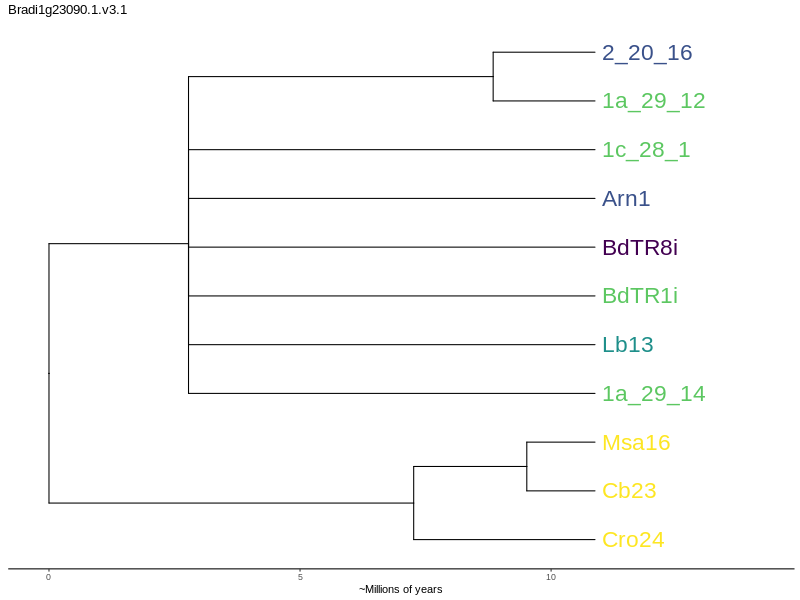 Bradi1g23090.1.v3.1
2_20_16
1a_29_12
1c_28_1
Arn1
BdTR8i
BdTR1i
Lb13
1a_29_14
Msa16
Cb23
Cro24
0 5 10
~Millions of years